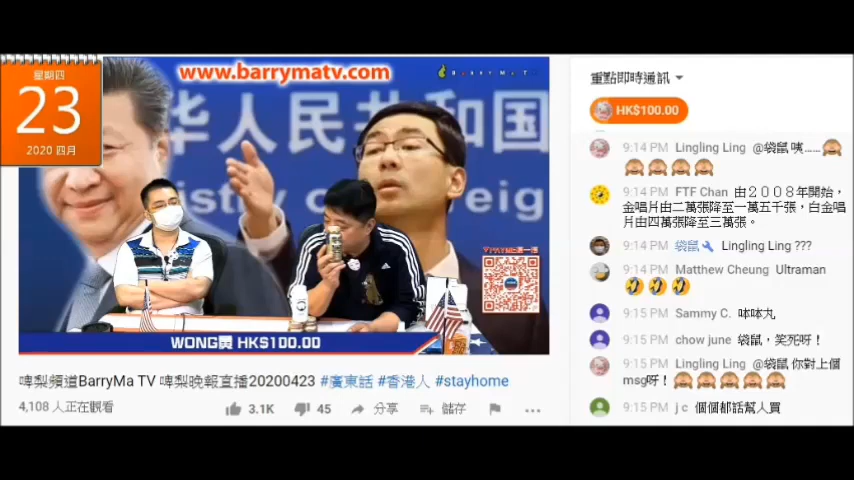 星期四
23
2020 四月
www.barrymatv.com
BARRYMATV
華人民共和國
istry of Foreign
WONG閃 HK$100.00
啤梨頻道BarryMa TV 啤梨晚報直播20200423 #廣東話 #香港人 #stayhome
4,108 人正在觀看
3.1K
45
分享
儲存
重點即時通訊
HK$100.00
9:14 PM Lingling Ling @袋鼠 咦......🙈
🙈🙈🙈🙈
9:14 PM FTF Chan 由２００８年開始，
金唱片由二萬張降至一萬五千張，白金唱
片由四萬張降至三萬張。
9:14 PM 袋鼠 Lingling Ling ???
9:14 PM Matthew Cheung Ultraman
🤣🤣🤣
9:15 PM Sammy C. 呠呠丸
9:15 PM chow june 袋鼠，笑死呀！
9:15 PM Lingling Ling @袋鼠 你對上個
msg呀！🙈🙈🙈🙈🙈
9:15 PM j c 個個都話幫人買